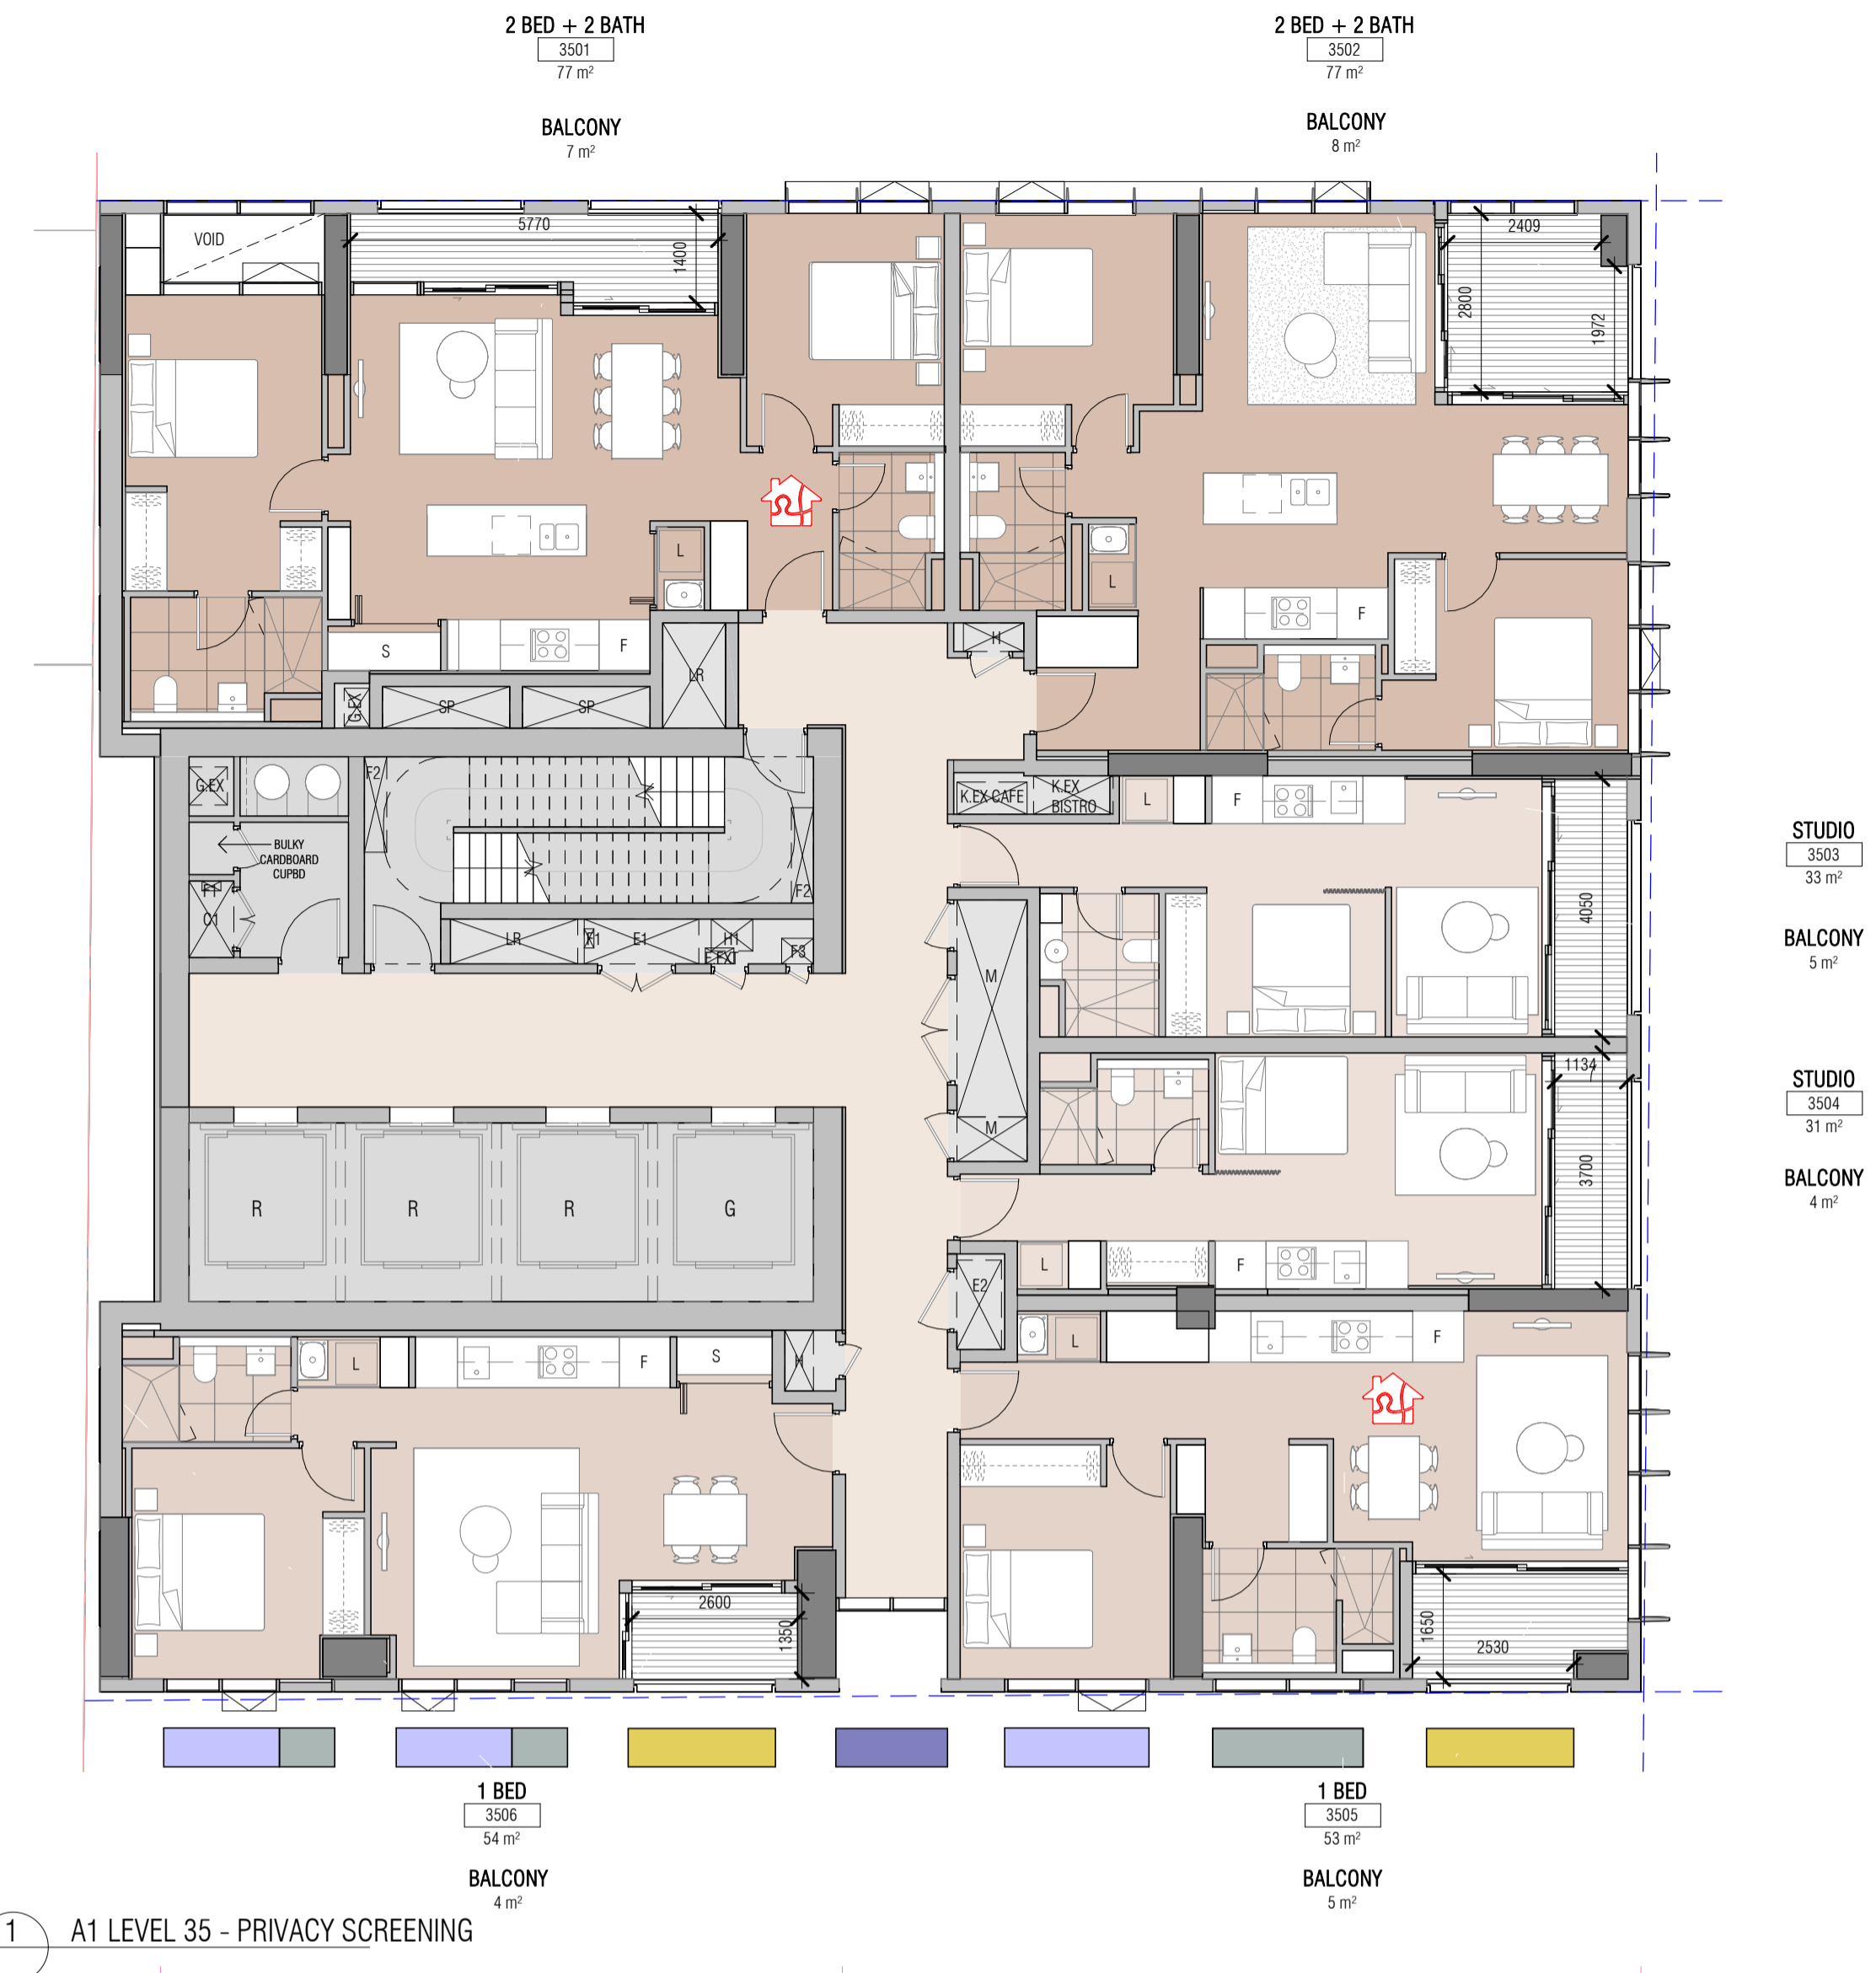 2 BED + 2 BATH
3501
77 m²
BALCONY
7 m²
2 BED + 2 BATH
3502
77 m²
BALCONY
8 m²
VOID
5770
1400
2409
2800
1972
L
L
S
F
F
LR
H
G.EX
SP
SP
G.EX
F2
BULKY
CARDBOARD
CUPBD
F1
C1
F2
LR
X1
E1
H1
F.EX1
F3
K.EX CAFE
K.EX
BISTRO
L
F
4050
STUDIO
3503
33 m²
BALCONY
5 m²
M
M
1134
3700
STUDIO
3504
31 m²
BALCONY
4 m²
R
R
R
G
E2
L
F
L
F
L
F
S
H
2600
1350
1650
2530
1 BED
3506
54 m²
BALCONY
4 m²
1 BED
3505
53 m²
BALCONY
5 m²
1
A1 LEVEL 35 - PRIVACY SCREENING